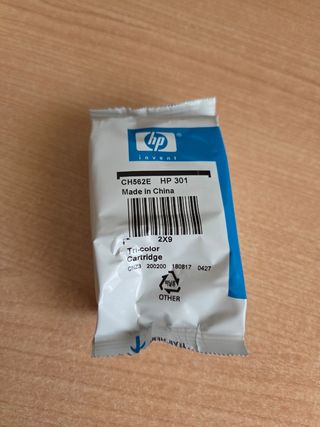 hp
invent
CH562E HP 301
Made in China
2X9
Tri-color
Cartridge
200200 180817 0427
OTHER